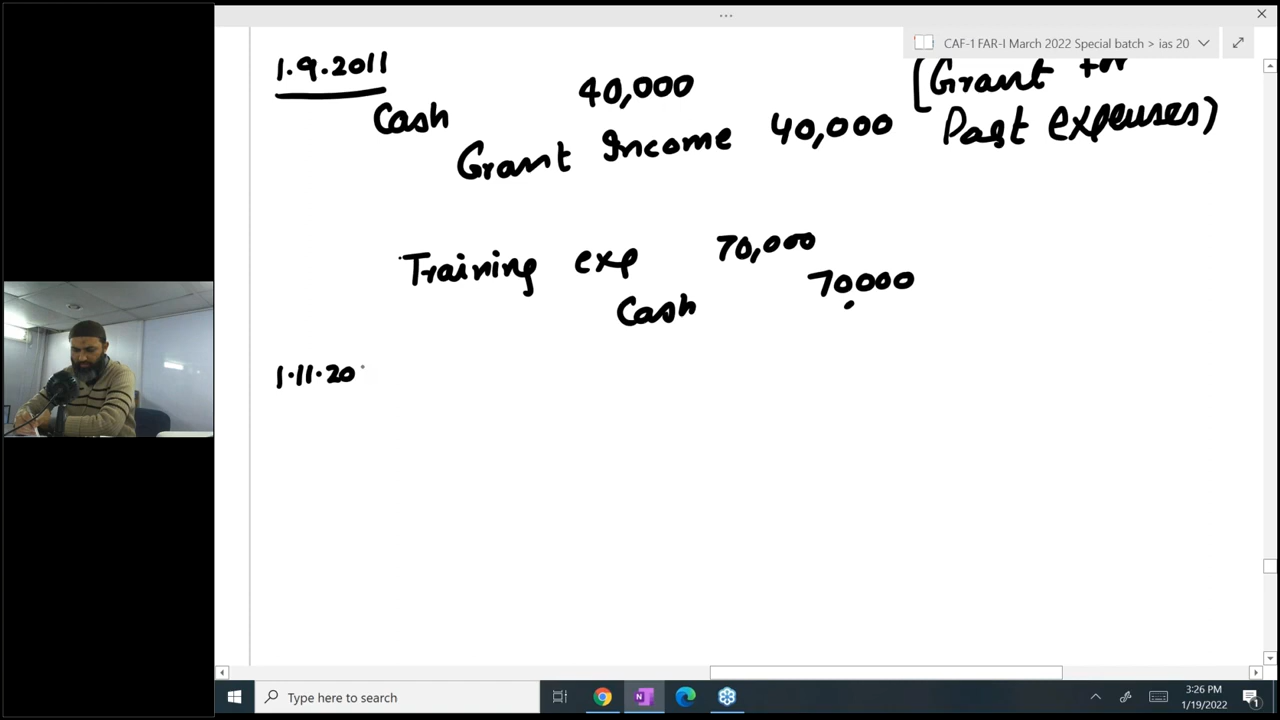 CAF-1 FAR-I March 2022 Special batch > ias 20
1.9.2011
Cash 40,000
Grant Income 40,000
(Grant for
Past expenses)
Training exp 70,000
Cash 70000
1.11.20
Type here to search
3:26 PM
1/19/2022
1